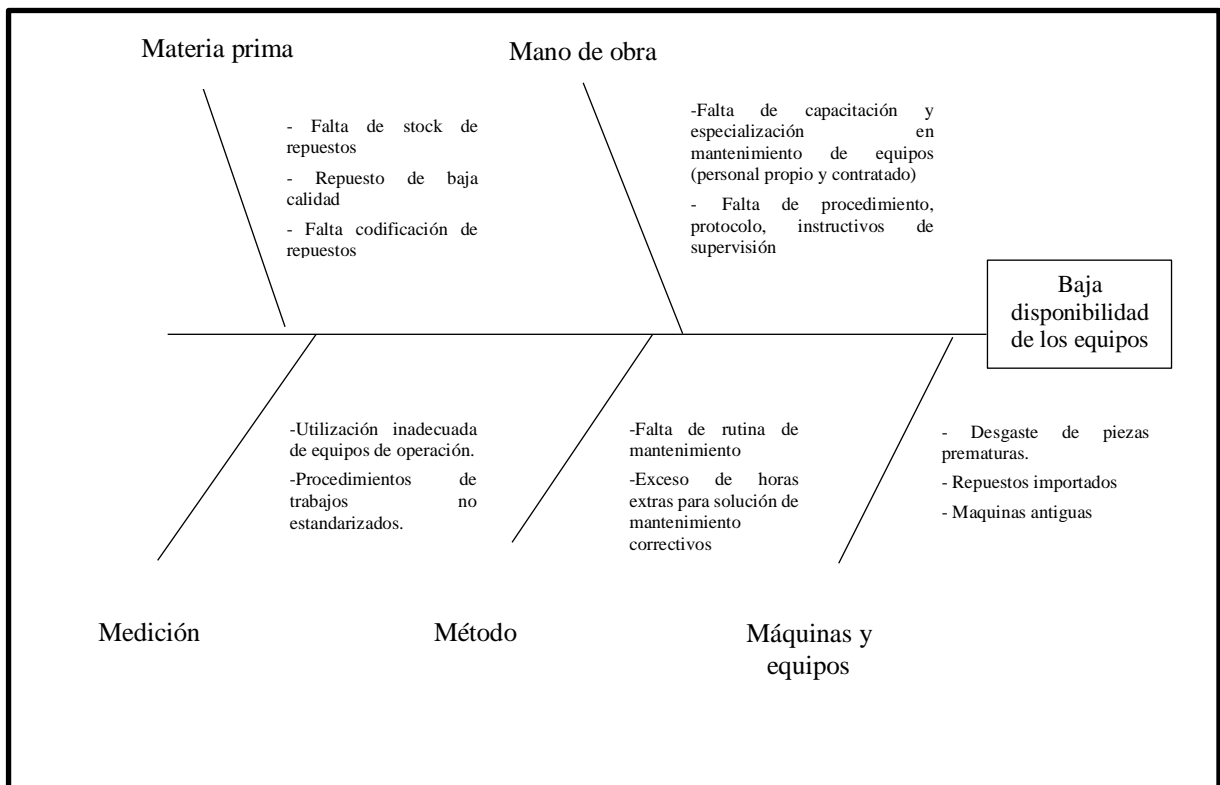 Materia prima
Mano de obra
- Falta de stock de
repuestos
- Repuesto de baja
calidad
- Falta codificación de
repuestos
-Falta de capacitación y
especialización en
mantenimiento de equipos
(personal propio y contratado)
- Falta de procedimiento,
protocolo, instructivos de
supervisión
Baja
disponibilidad
de los equipos
-Utilización inadecuada
de equipos de operación.
-Procedimientos de
trabajos no
estandarizados.
-Falta de rutina de
mantenimiento
-Exceso de horas
extras para solución de
mantenimiento
correctivos
- Desgaste de piezas
prematuras.
- Repuestos importados
- Maquinas antiguas
Medición
Método
Máquinas y
equipos